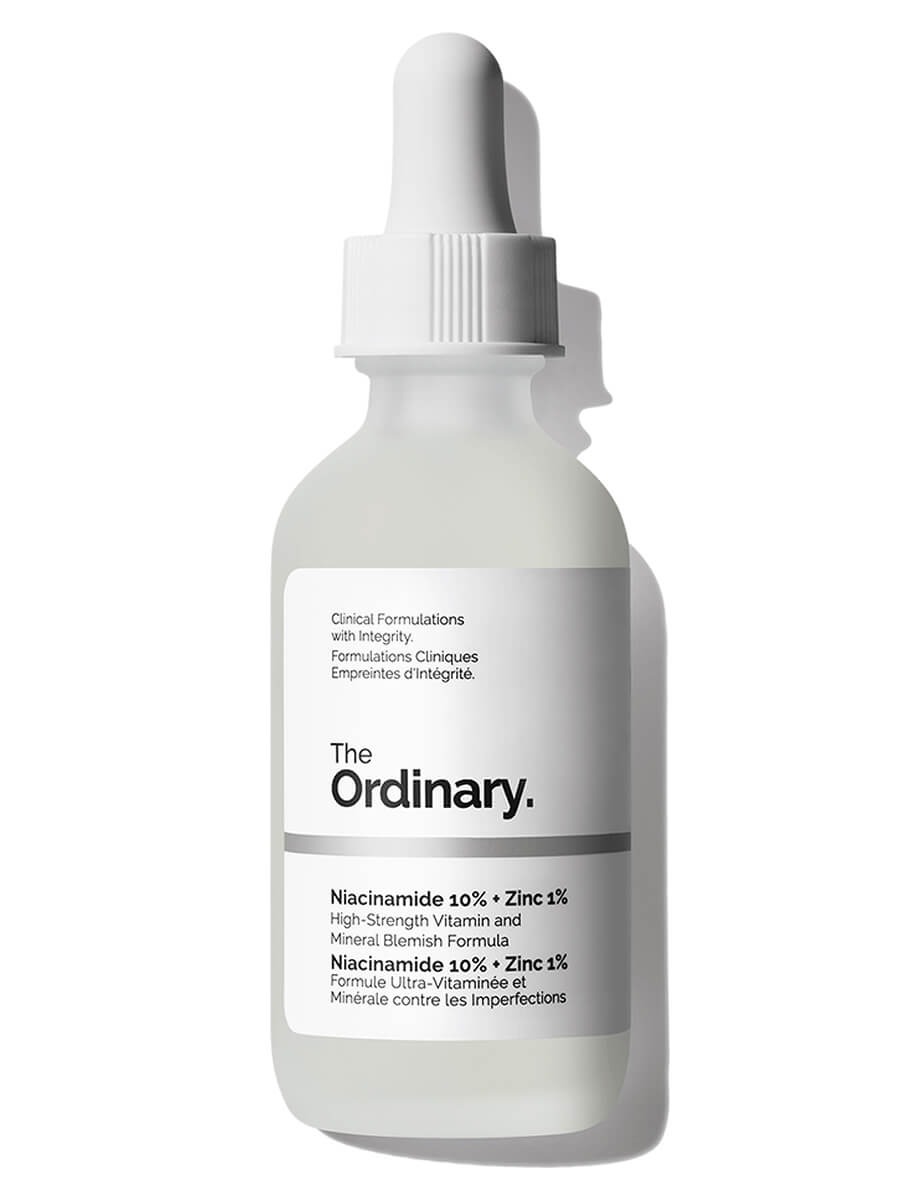 Clinical Formulations
with Integrity.
Formulations Cliniques
Empreintes d'Intégrité.
The
Ordinary.
Niacinamide 10% + Zinc 1%
High-Strength Vitamin and
Mineral Blemish Formula
Niacinamide 10% + Zinc 1%
Formule Ultra-Vitaminée et
Minérale contre les Imperfections